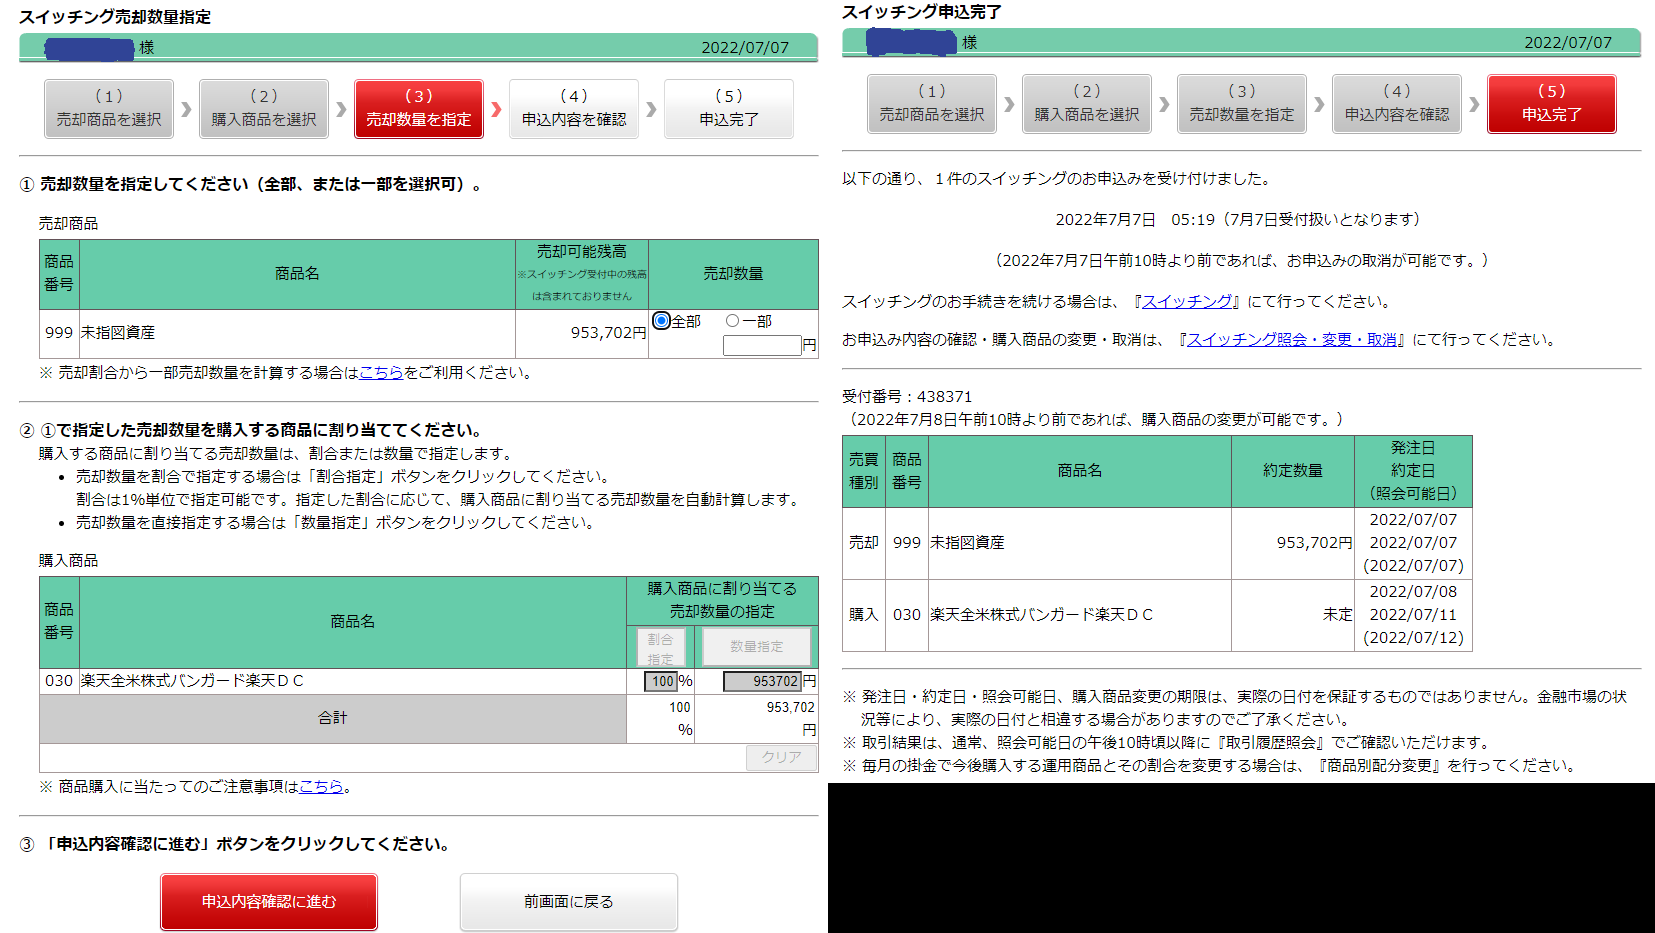 スイッチング売却数量指定
様 2022/07/07
（１） 売却商品を選択
（２） 購入商品を選択
（３） 売却数量を指定
（４） 申込内容を確認
（５） 申込完了
① 売却数量を指定してください（全部、または一部を選択可）。
売却商品
商品番号 商品名 売却可能残高 ※スイッチング受付中の残高は含まれておりません 売却数量
999 未指図資産 953,702円 全部 一部 円
※ 売却割合から一部売却数量を計算する場合はこちらをご利用ください。
② ①で指定した売却数量を購入する商品に割り当ててください。
購入する商品に割り当てる売却数量は、割合または数量で指定します。
• 売却数量を割合で指定する場合は「割合指定」ボタンをクリックしてください。
割合は1%単位で指定可能です。指定した割合に応じて、購入商品に割り当てる売却数量を自動計算します。
• 売却数量を直接指定する場合は「数量指定」ボタンをクリックしてください。
購入商品
商品番号 商品名 購入商品に割り当てる売却数量の指定
割合指定 数量指定
030 楽天全米株式バンガード楽天ＤＣ 100% 953702円
合計 100% 953,702円
クリア
※ 商品購入に当たってのご注意事項はこちら。
③ 「申込内容確認に進む」ボタンをクリックしてください。
申込内容確認に進む 前画面に戻る
スイッチング申込完了
様 2022/07/07
（１） 売却商品を選択
（２） 購入商品を選択
（３） 売却数量を指定
（４） 申込内容を確認
（５） 申込完了
以下の通り、１件のスイッチングのお申込みを受け付けました。
2022年7月7日　05:19（7月7日受付扱いとなります）
（2022年7月7日午前10時より前であれば、お申込みの取消が可能です。）
スイッチングのお手続きを続ける場合は、『スイッチング』にて行ってください。
お申込み内容の確認・購入商品の変更・取消は、『スイッチング照会・変更・取消』にて行ってください。
受付番号：438371
（2022年7月8日午前10時より前であれば、購入商品の変更が可能です。）
売買種別 商品番号 商品名 約定数量 発注日 約定日 （照会可能日）
売却 999 未指図資産 953,702円 2022/07/07 2022/07/07 (2022/07/07)
購入 030 楽天全米株式バンガード楽天ＤＣ 未定 2022/07/08 2022/07/11 (2022/07/12)
※ 発注日・約定日・照会可能日、購入商品変更の期限は、実際の日付を保証するものではありません。金融市場の状
況等により、実際の日付と相違する場合がありますのでご了承ください。
※ 取引結果は、通常、照会可能日の午後10時頃以降に『取引履歴照会』でご確認いただけます。
※ 毎月の掛金で今後購入する運用商品とその割合を変更する場合は、『商品別配分変更』を行ってください。